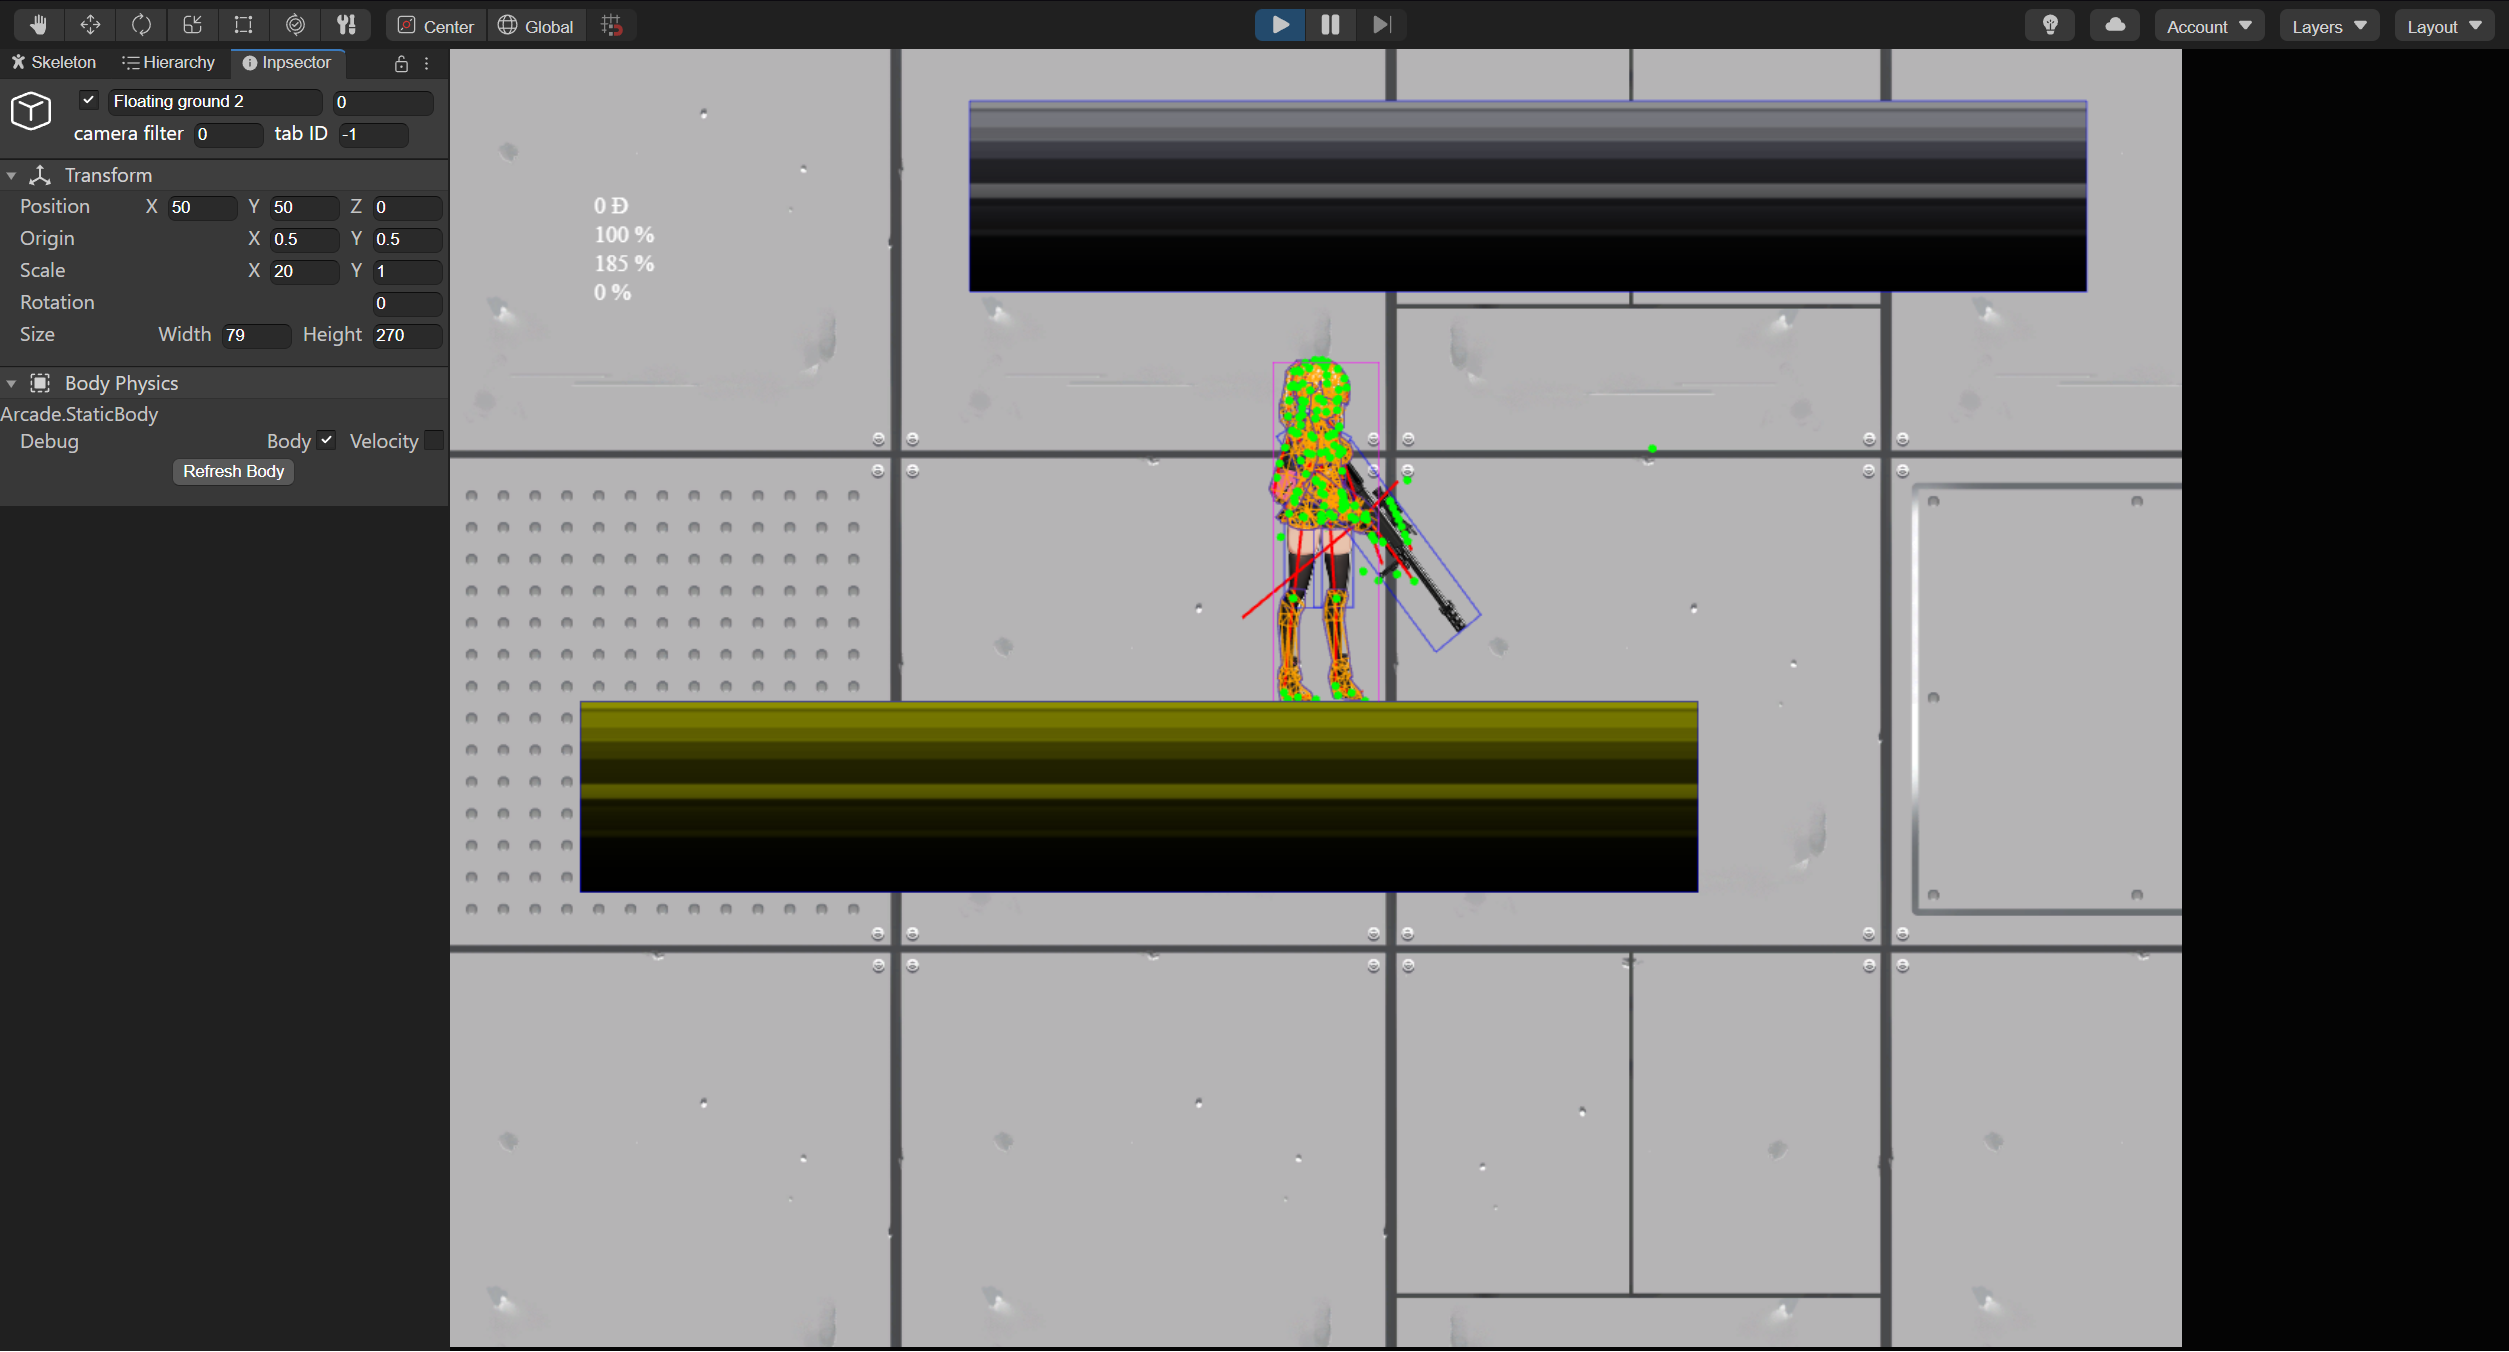 Center Global Account Layers Layout
Skeleton Hierarchy Inpsector
Floating ground 2 0
camera filter 0 tab ID -1
Transform
Position X 50 Y 50 Z 0
Origin X 0.5 Y 0.5
Scale X 20 Y 1
Rotation 0
Size Width 79 Height 270
Body Physics
Arcade.StaticBody
Debug Body Velocity
Refresh Body
0 Đ
100 %
185 %
0 %